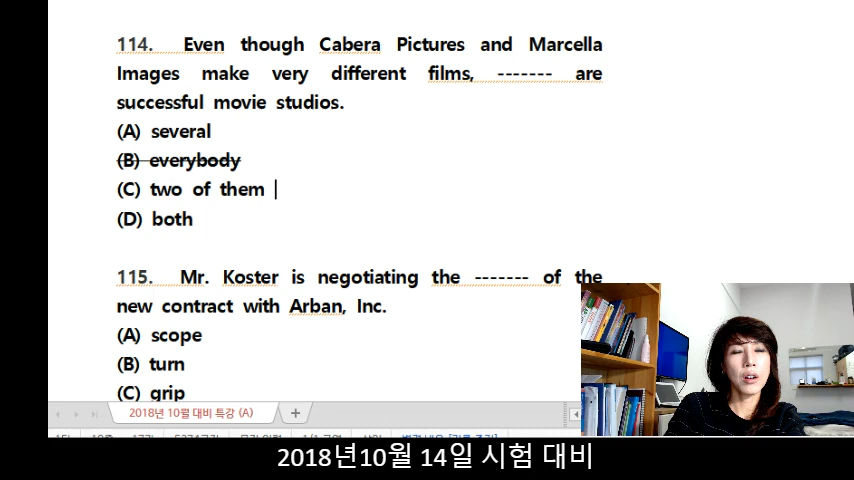 114. Even though Cabera Pictures and Marcella
Images make very different films, ------- are
successful movie studios.
(A) several
(B) everybody
(C) two of them
(D) both
115. Mr. Koster is negotiating the ------- of the
new contract with Arban, Inc.
(A) scope
(B) turn
(C) grip
2018년 10월 대비 특강 (A)
2018년10월 14일 시험 대비